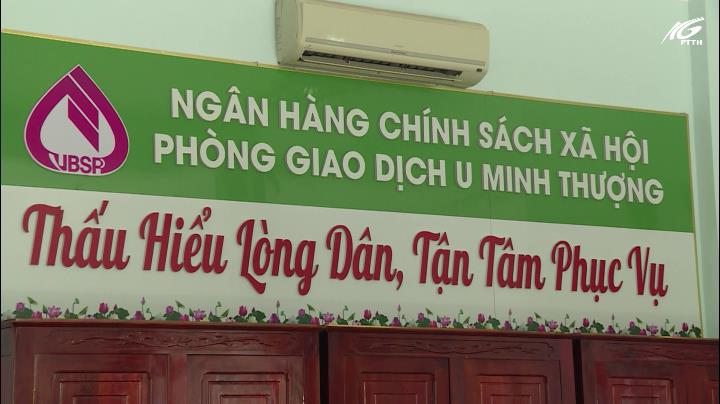 PTTH
NGÂN HÀNG CHÍNH SÁCH XÃ HỘI
PHÒNG GIAO DỊCH U MINH THƯỢNG
VBSP
Thấu Hiểu Lòng Dân, Tận Tâm Phục Vụ